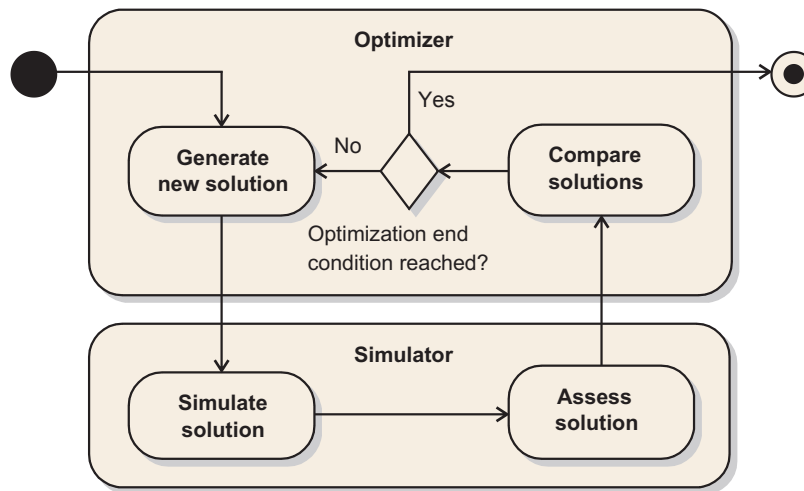 Optimizer
Yes
No
Generate
new solution
Compare
solutions
Optimization end
condition reached?
Simulator
Simulate
solution
Assess
solution